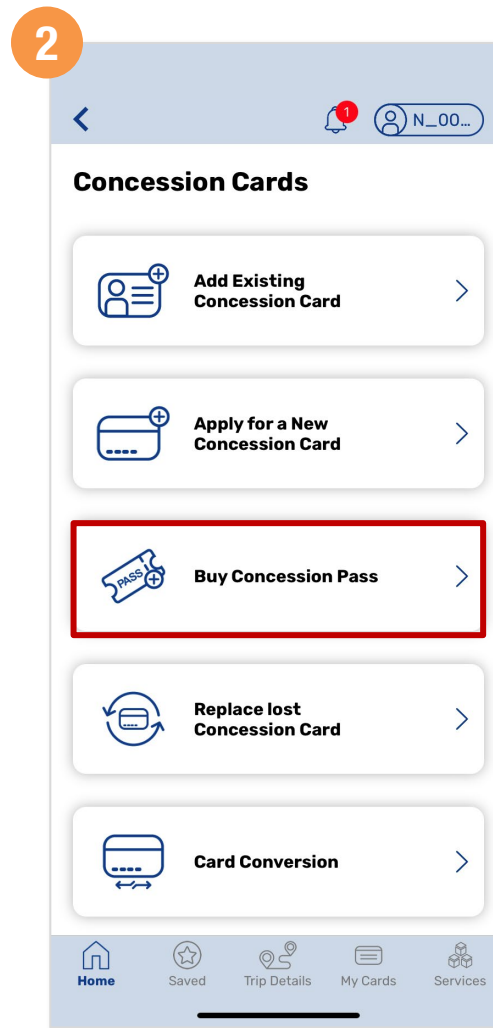 2
1
N_00...
Concession Cards
Add Existing
Concession Card
Apply for a New
Concession Card
PASS
Buy Concession Pass
Replace lost
Concession Card
Card Conversion
Home
Saved
Trip Details
My Cards
Services